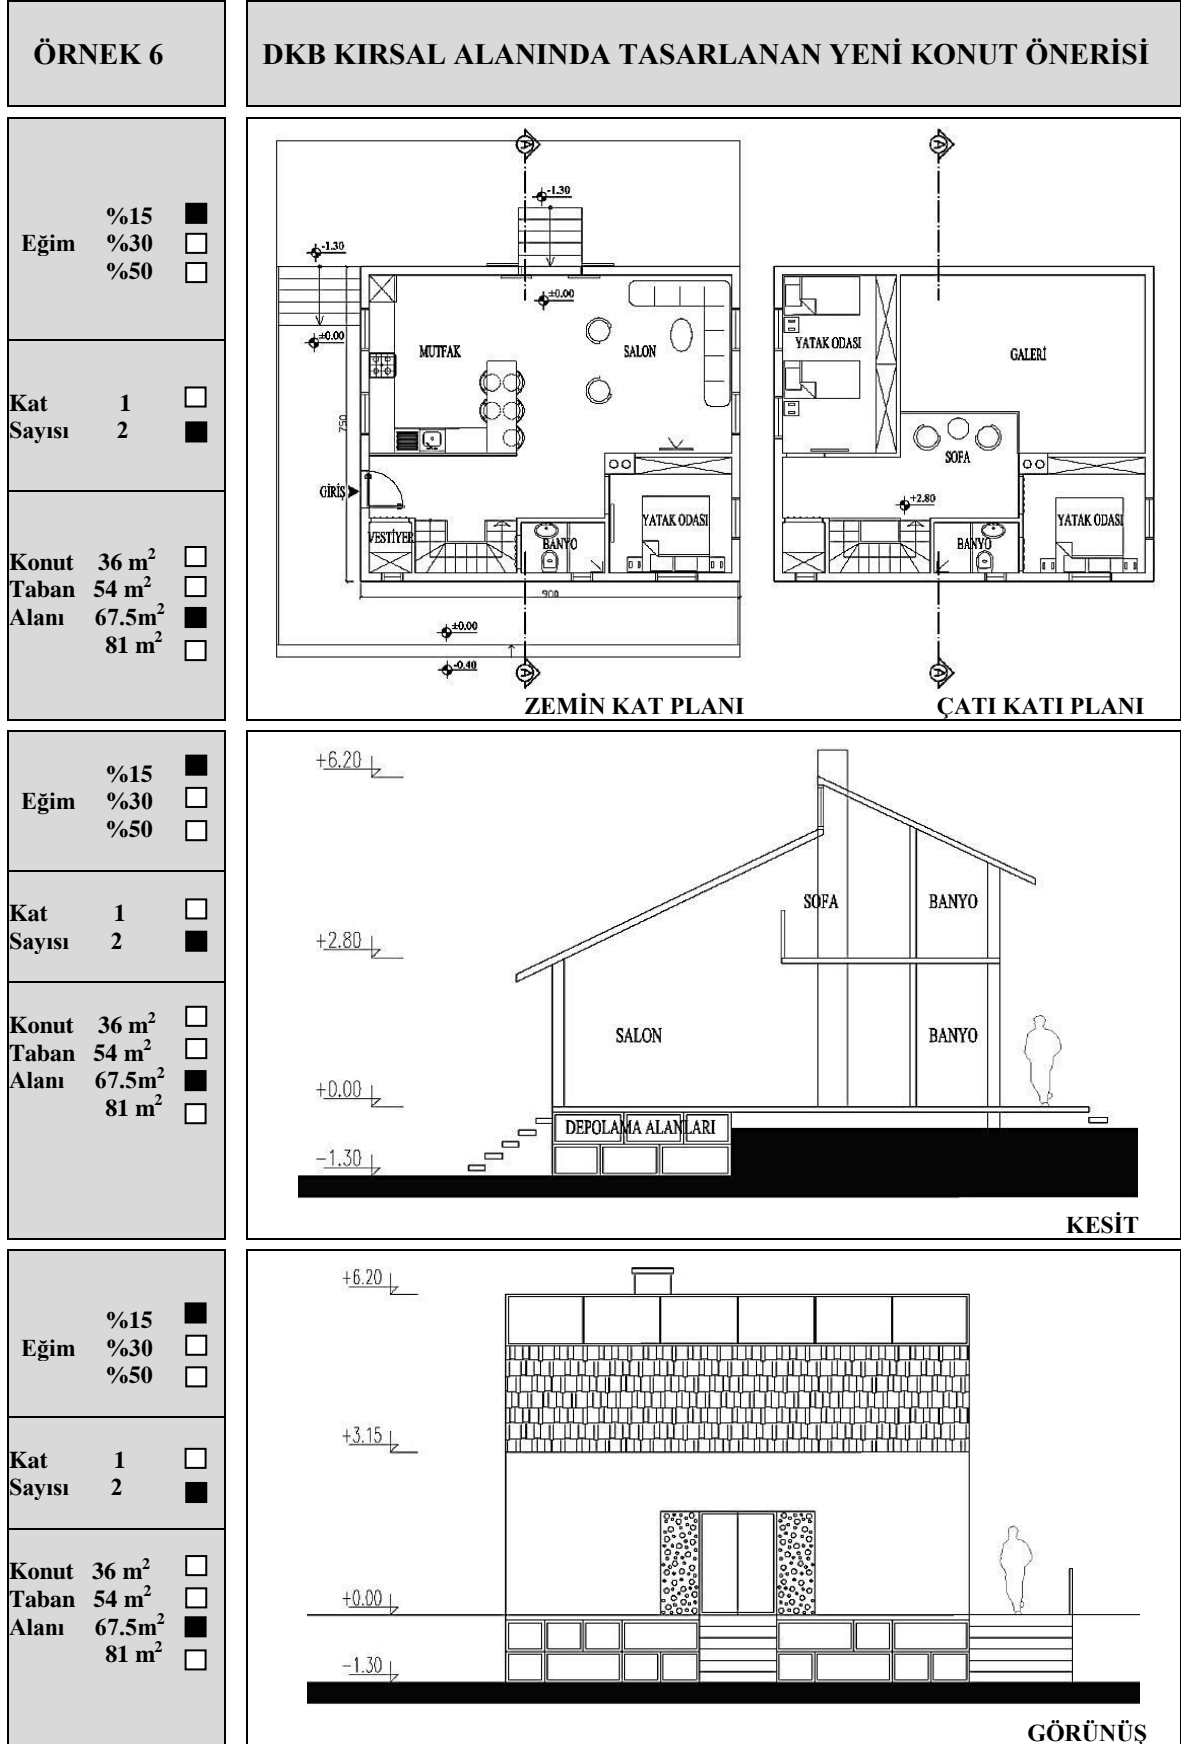 ÖRNEK 6
DKB KIRSAL ALANINDA TASARLANAN YENİ KONUT ÖNERİSİ
%15
Eğim %30
%50
Kat 1
Sayısı 2
Konut 36 m²
Taban 54 m²
Alanı 67.5m²
81 m²
A
A
-1.30
-1.30
±0.00
±0.00
MUTFAK
SALON
YATAK ODASI
GALERİ
750
SOFA
GİRİŞ
+2.80
VESTİYER
BANYO
YATAK ODASI
BANYO
YATAK ODASI
900
±0.00
-0.40
A
A
ZEMİN KAT PLANI
ÇATI KATI PLANI
%15
Eğim %30
%50
Kat 1
Sayısı 2
Konut 36 m²
Taban 54 m²
Alanı 67.5m²
81 m²
+6.20
SOFA
BANYO
+2.80
SALON
BANYO
+0.00
DEPOLAMA ALANLARI
-1.30
KESİT
%15
Eğim %30
%50
Kat 1
Sayısı 2
Konut 36 m²
Taban 54 m²
Alanı 67.5m²
81 m²
+6.20
+3.15
+0.00
-1.30
GÖRÜNÜŞ